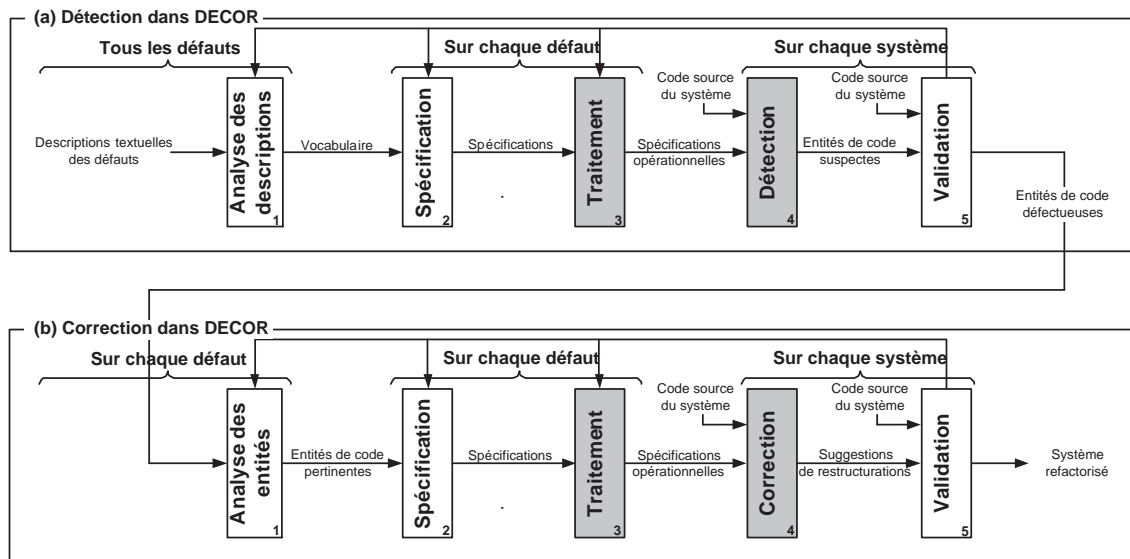 (a) Détection dans DECOR
Tous les défauts
Sur chaque défaut
Sur chaque système
Code source
du système
Code source
du système
Descriptions textuelles
des défauts
Analyse des
descriptions
1
Vocabulaire
Spécification
2
Spécifications
.
Traitement
3
Spécifications
opérationnelles
Détection
4
Entités de code
suspectes
Validation
5
Entités de code
défectueuses
(b) Correction dans DECOR
Sur chaque défaut
Sur chaque défaut
Sur chaque système
Code source
du système
Code source
du système
Analyse des
entités
1
Entités de code
pertinentes
Spécification
2
Spécifications
.
Traitement
3
Spécifications
opérationnelles
Correction
4
Suggestions
de restructurations
Validation
5
Système
refactorisé